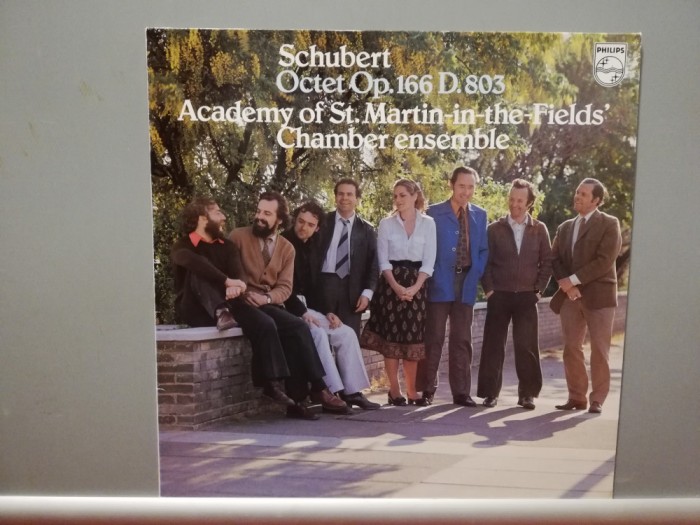 Schubert
Octet Op.166 D.803
Academy of St. Martin-in-the-Fields'
Chamber ensemble
PHILIPS